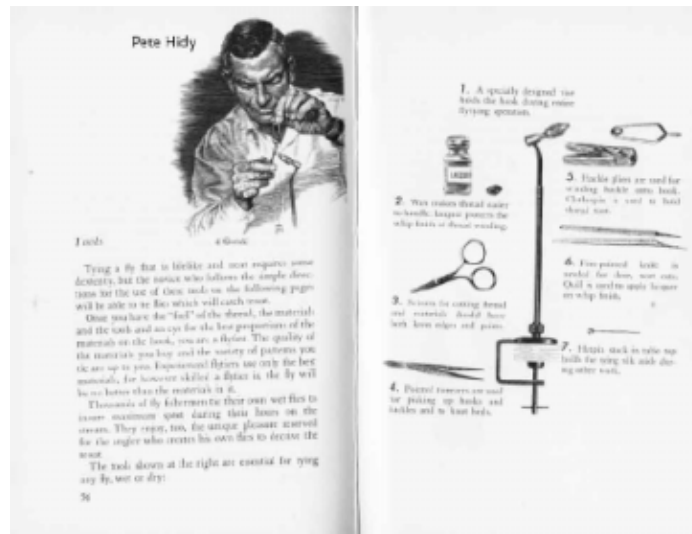 Pete Hidy
Tools
Tying a fly that is lifelike and neat requires some
dexterity, but the novice who follows the simple direc-
tions for the use of these tools on the following pages
will be able to tie flies which will catch trout.
Once you have the "feel" of the thread, the materials
and the tools and an eye for the best proportions of the
materials on the hook, you are a flytier. The quality of
the materials you buy and the variety of patterns you
tie are up to you. Experienced flytiers use only the best
materials, for however skilled a flytier is, the fly will
be no better than the materials in it.
Thousands of fly fishermen tie their own wet flies to
insure maximum sport during their hours on the
stream. They enjoy, too, the unique pleasure reserved
for the angler who creates his own flies to deceive the
trout.
The tools shown at the right are essential for tying
any fly, wet or dry:
76
1. A specially designed vise
holds the hook during entire
flytying operation.
2. Wax makes thread easier
to handle, lacquer protects the
whip finish or thread winding.
3. Scissors for cutting thread
and materials should have
both keen edges and points.
4. Pointed tweezers are used
for picking up hooks and
hackles and to knot herls.
5. Hackle pliers are used for
winding hackle onto hook.
Clothespin is used to hold
thread taut.
6. Fine-pointed knife is
needed for
Quill is used to apply lacquer
on whip finish.
7. Hatpin stuck in table top
holds the tying silk aside dur-
ing other work.